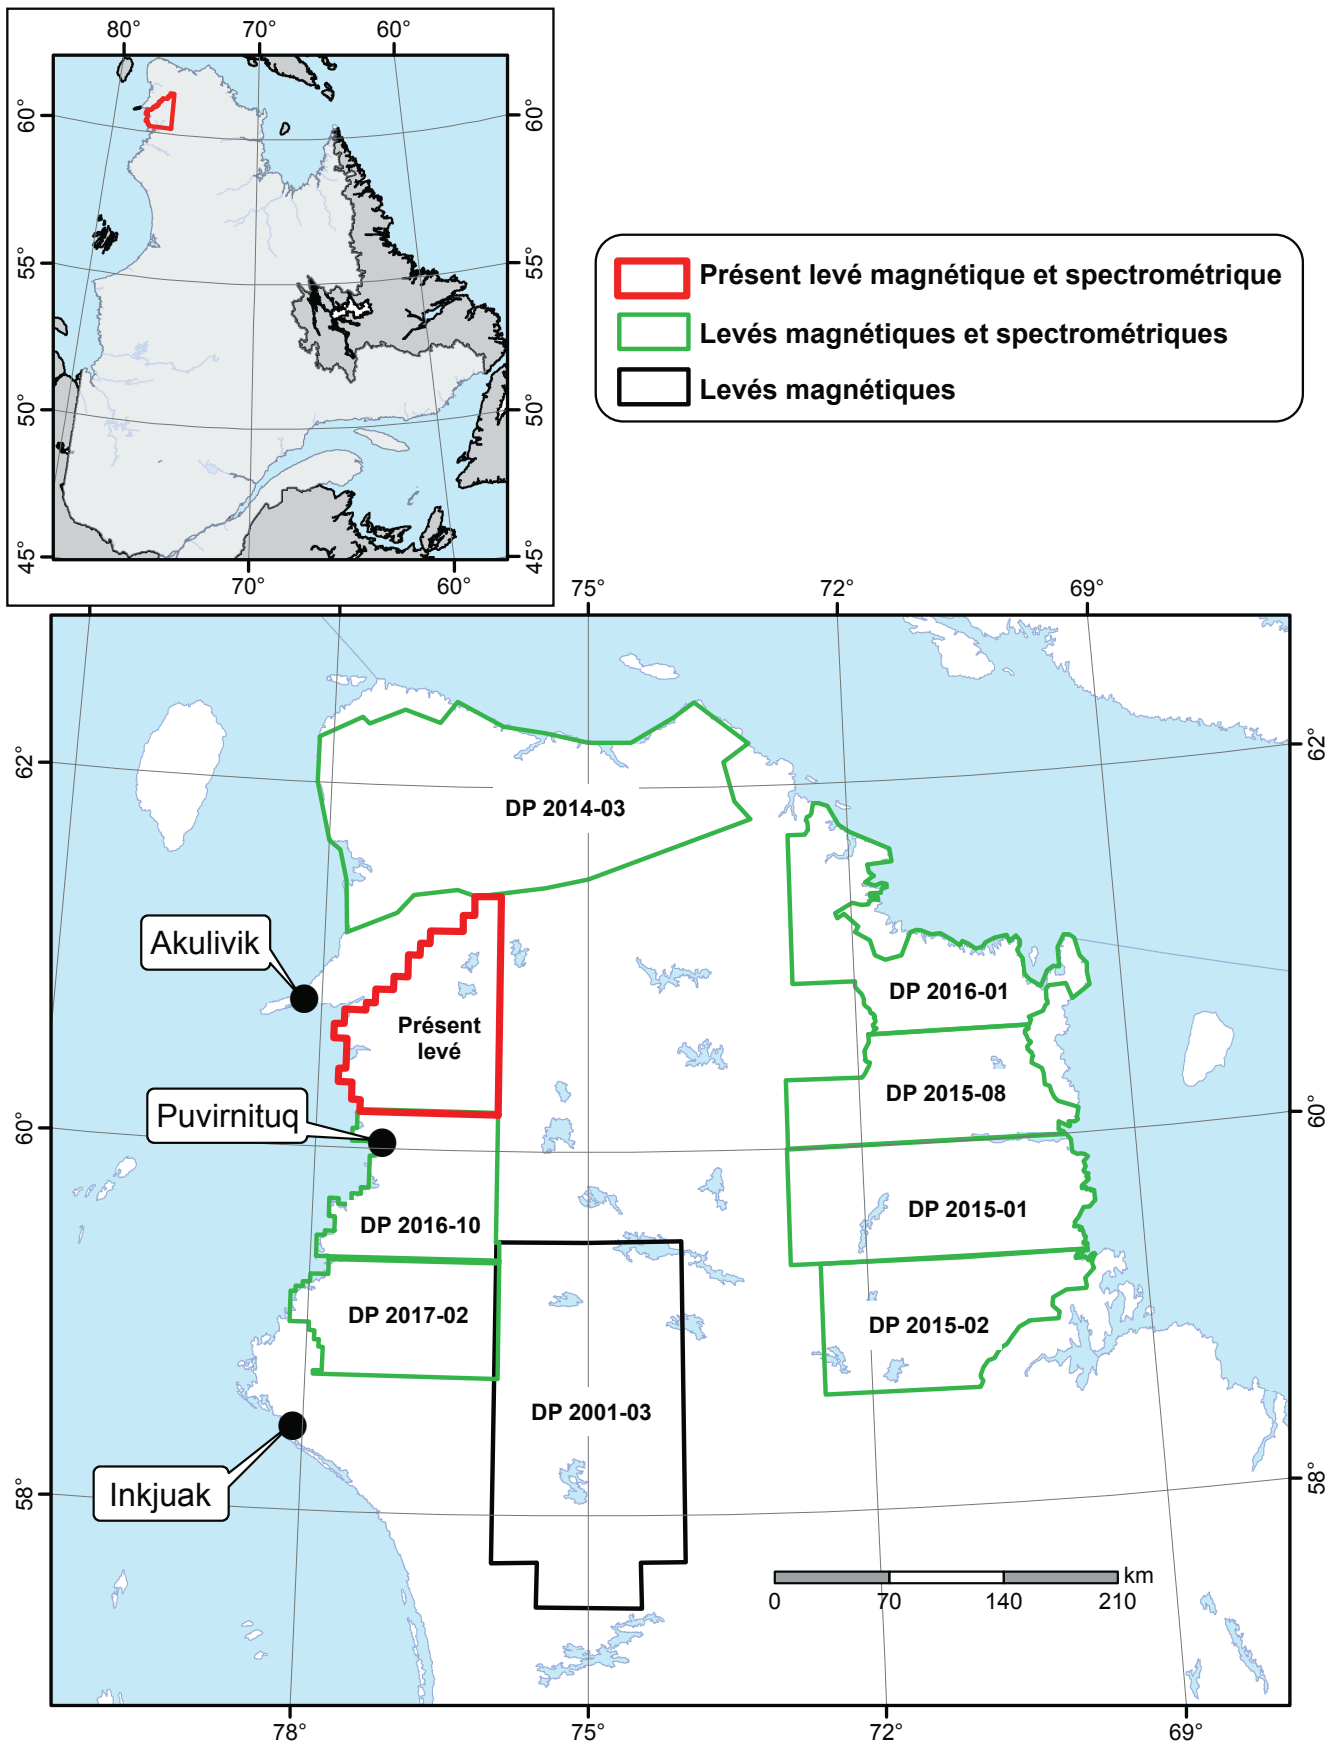 80° 70° 60°
60° 60°
55° 55°
50° 50°
45° 45°
70° 60°
Présent levé magnétique et spectrométrique
Levés magnétiques et spectrométriques
Levés magnétiques
75° 72° 69°
62° 62°
DP 2014-03
Akulivik
DP 2016-01
Présent
levé
DP 2015-08
Puvirnituq
60° 60°
DP 2015-01
DP 2016-10
DP 2017-02
DP 2015-02
DP 2001-03
Inkjuak
58° 58°
km
0 70 140 210
78° 75° 72° 69°